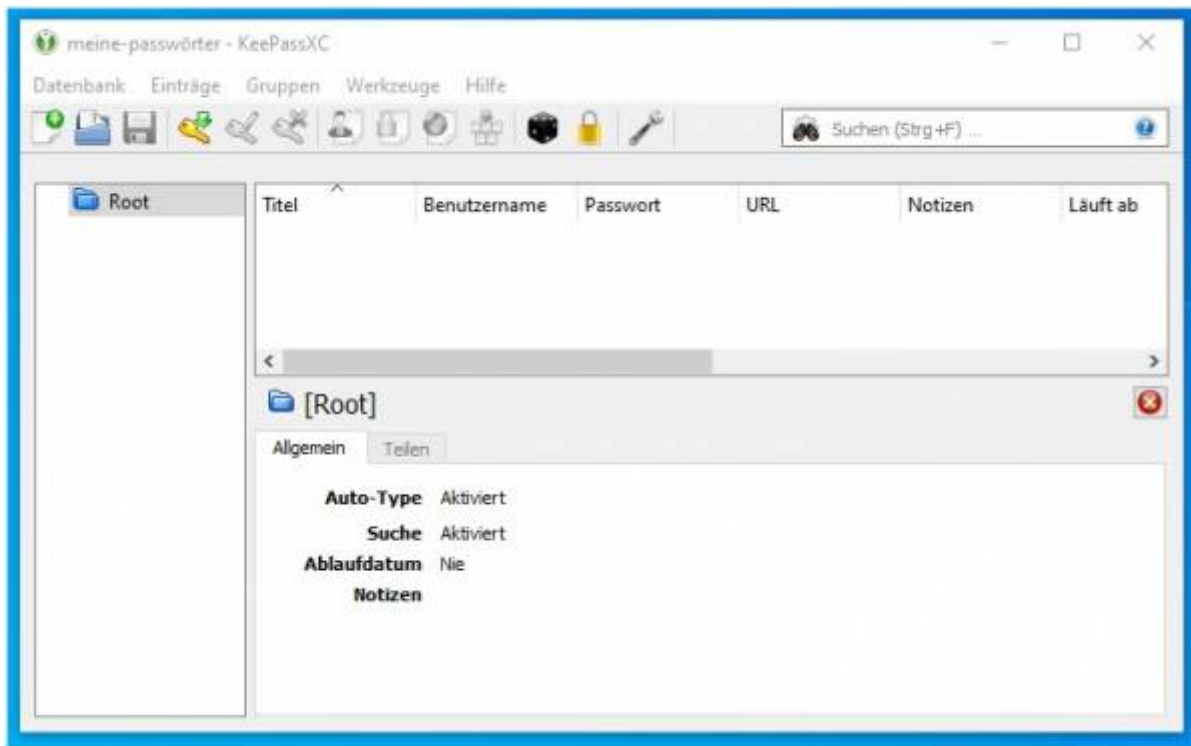 meine-passwörter - KeePassXC
Datenbank Einträge Gruppen Werkzeuge Hilfe
Suchen (Strg+F) ...
Root
Titel Benutzername Passwort URL Notizen Läuft ab
[Root]
Allgemein Teilen
Auto-Type Aktiviert
Suche Aktiviert
Ablaufdatum Nie
Notizen